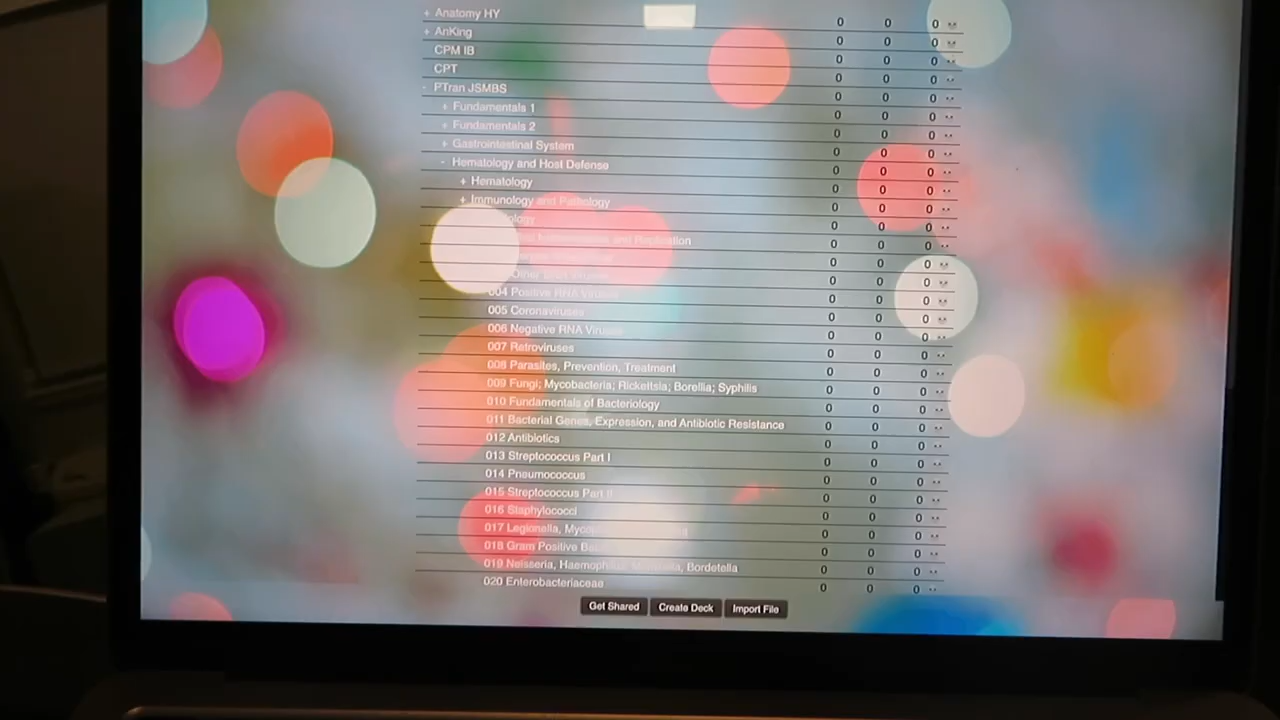 + Anatomy HY 0 0 0
+ AnKing 0 0 0
CPM IB 0 0 0
CPT 0 0 0
- PTran JSMBS 0 0 0
+ Fundamentals 1 0 0 0
+ Fundamentals 2 0 0 0
+ Gastrointestinal System 0 0 0
- Hematology and Host Defense 0 0 0
+ Hematology 0 0 0
+ Immunology and Pathology 0 0 0
0 0 0
and Replication 0 0 0
0 0 0
Other 0 0 0
004 Positive RNA Viruses 0 0 0
005 Coronaviruses 0 0 0
006 Negative RNA Viruses 0 0 0
007 Retroviruses 0 0 0
008 Parasites, Prevention, Treatment 0 0 0
009 Fungi; Mycobacteria; Rickettsia; Borellia; Syphilis 0 0 0
010 Fundamentals of Bacteriology 0 0 0
011 Bacterial Genes, Expression, and Antibiotic Resistance 0 0 0
012 Antibiotics 0 0 0
013 Streptococcus Part I 0 0 0
014 Pneumococcus 0 0 0
015 Streptococcus Part II 0 0 0
016 Staphylococci 0 0 0
017 Legionella, 0 0 0
018 Gram Positive 0 0 0
019 Neisseria, Haemophilus, Bordetella 0 0 0
020 Enterobacteriaceae 0 0 0
Get Shared Create Deck Import File